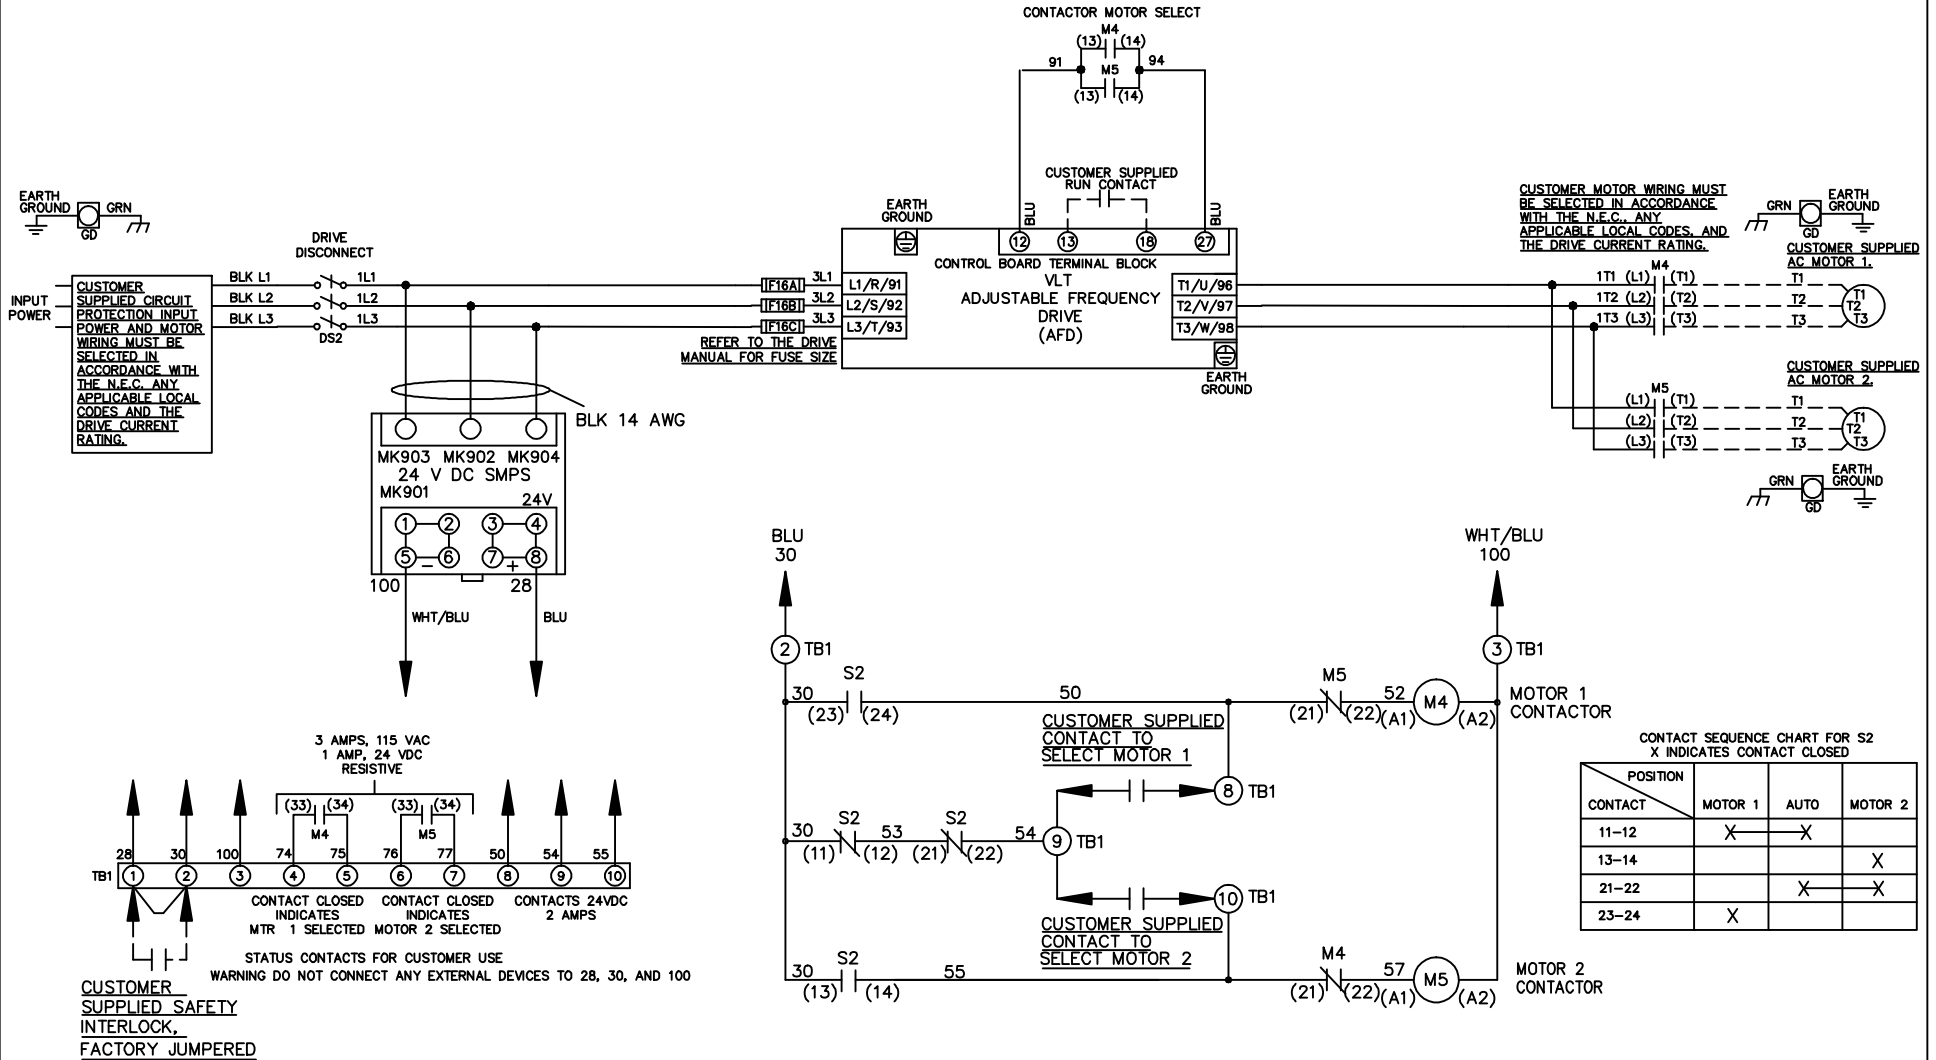 CONTACTOR MOTOR SELECT
M4
(13) (14)
91
94
M5
(13) (14)
CUSTOMER SUPPLIED
RUN CONTACT
BLU
BLU
EARTH
GROUND
12
13
18
27
CONTROL BOARD TERMINAL BLOCK
VLT
ADJUSTABLE FREQUENCY
DRIVE
(AFD)
EARTH
GROUND
GRN
GD
DRIVE
DISCONNECT
INPUT
POWER
CUSTOMER
SUPPLIED CIRCUIT
PROTECTION INPUT
POWER AND MOTOR
WIRING MUST BE
SELECTED IN
ACCORDANCE WITH
THE N.E.C. ANY
APPLICABLE LOCAL
CODES AND THE
DRIVE CURRENT
RATING.
BLK L1
1L1
BLK L2
1L2
BLK L3
1L3
DS2
F16A
3L1
L1/R/91
F16B
3L2
L2/S/92
F16C
3L3
L3/T/93
REFER TO THE DRIVE
MANUAL FOR FUSE SIZE
T1/U/96
T2/V/97
T3/W/98
EARTH
GROUND
CUSTOMER MOTOR WIRING MUST
BE SELECTED IN ACCORDANCE
WITH THE N.E.C., ANY
APPLICABLE LOCAL CODES, AND
THE DRIVE CURRENT RATING.
GRN
GD
EARTH
GROUND
CUSTOMER SUPPLIED
AC MOTOR 1.
M4
1T1 (L1) (T1) T1
1T2 (L2) (T2) T2
1T3 (L3) (T3) T3
T1
T2
T3
CUSTOMER SUPPLIED
AC MOTOR 2.
M5
(L1) (T1) T1
(L2) (T2) T2
(L3) (T3) T3
T1
T2
T3
GRN
GD
EARTH
GROUND
BLK 14 AWG
MK903 MK902 MK904
24 V DC SMPS
MK901
24V
1 2 3 4
5 − 6 7 + 8
100
28
WHT/BLU
BLU
3 AMPS, 115 VAC
1 AMP, 24 VDC
RESISTIVE
(33) (34)
M4
(33) (34)
M5
28 30 100 74 75 76 77 50 54 55
TB1 1 2 3 4 5 6 7 8 9 10
CONTACT CLOSED
INDICATES
MTR 1 SELECTED
CONTACT CLOSED
INDICATES
MOTOR 2 SELECTED
CONTACTS 24VDC
2 AMPS
STATUS CONTACTS FOR CUSTOMER USE
WARNING DO NOT CONNECT ANY EXTERNAL DEVICES TO 28, 30, AND 100
CUSTOMER
SUPPLIED SAFETY
INTERLOCK,
FACTORY JUMPERED
BLU
30
2 TB1
WHT/BLU
100
3 TB1
30 S2 50 M5 52 M4
(23) (24) (21) (22) (A1) (A2)
MOTOR 1
CONTACTOR
CUSTOMER SUPPLIED
CONTACT TO
SELECT MOTOR 1
8 TB1
30 S2 53 S2 54 9 TB1
(11) (12) (21) (22)
10 TB1
CUSTOMER SUPPLIED
CONTACT TO
SELECT MOTOR 2
30 S2 55 M4 57 M5
(13) (14) (21) (22) (A1) (A2)
MOTOR 2
CONTACTOR
CONTACT SEQUENCE CHART FOR S2
X INDICATES CONTACT CLOSED
POSITION
CONTACT MOTOR 1 AUTO MOTOR 2
11-12 X X
13-14 X
21-22 X X
23-24 X